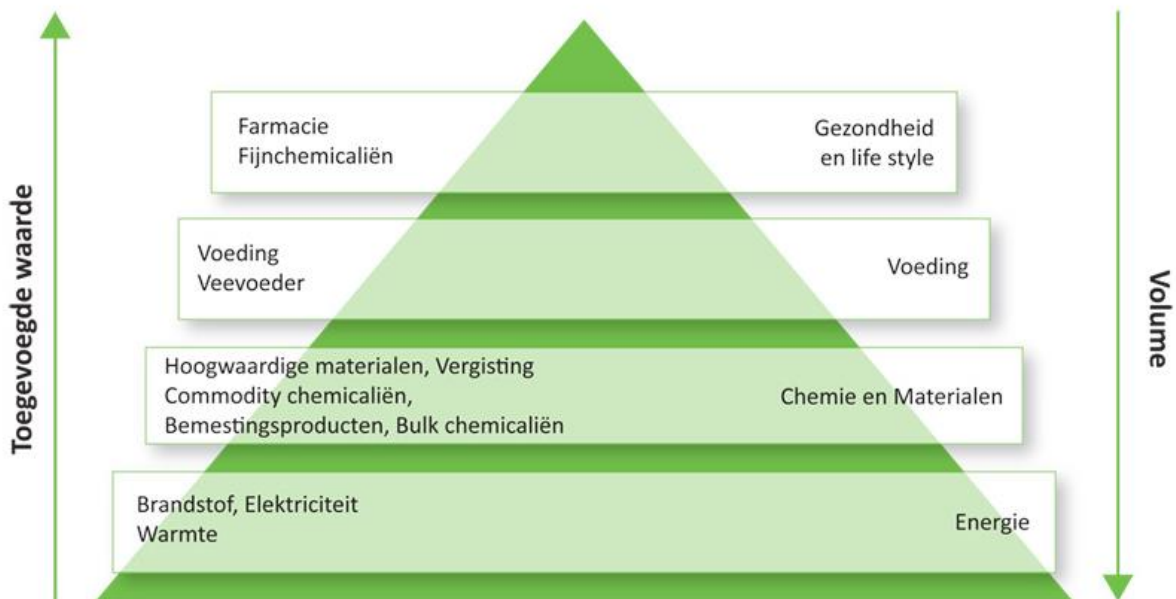 Toegevoegde waarde
Farmacie
Fijnchemicaliën
Gezondheid
en life style
Voeding
Veevoeder
Voeding
Hoogwaardige materialen, Vergisting
Commodity chemicaliën,
Bemestingsproducten, Bulk chemicaliën
Chemie en Materialen
Brandstof, Elektriciteit
Warmte
Energie
Volume